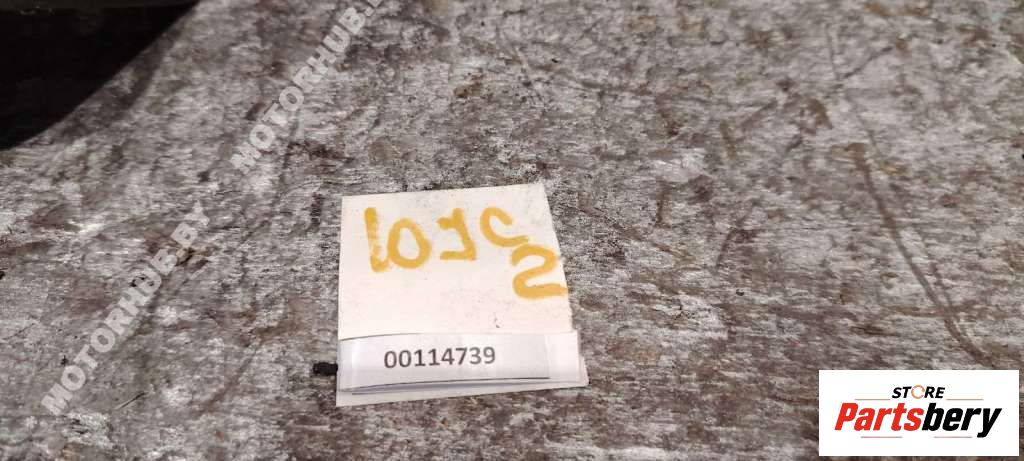 MOTORHUB.BY
MOTORHUB.BY
00114739
STORE
Partsbery